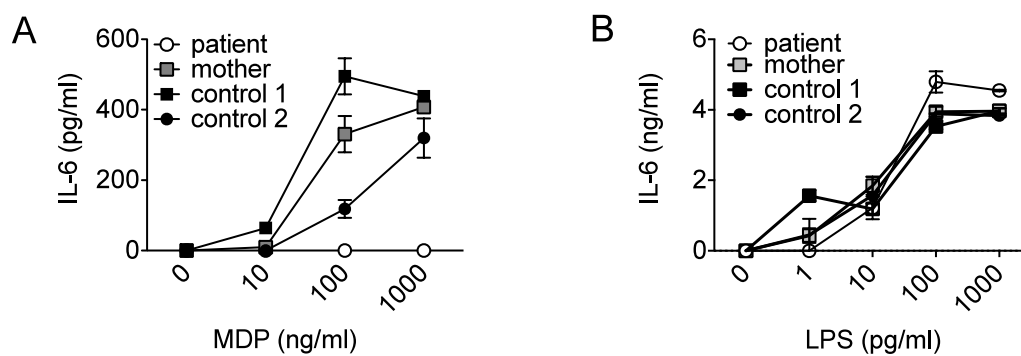 A
600
400
200
0
IL-6 (pg/ml)
patient
mother
control 1
control 2
0
10
100
1000
MDP (ng/ml)
B
6
4
2
0
IL-6 (ng/ml)
patient
mother
control 1
control 2
0
1
10
100
1000
LPS (pg/ml)